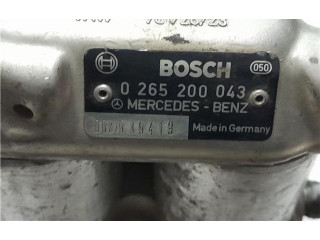 BOSCH
050
0 265 200 043
MERCEDES-BENZ
Made in Germany